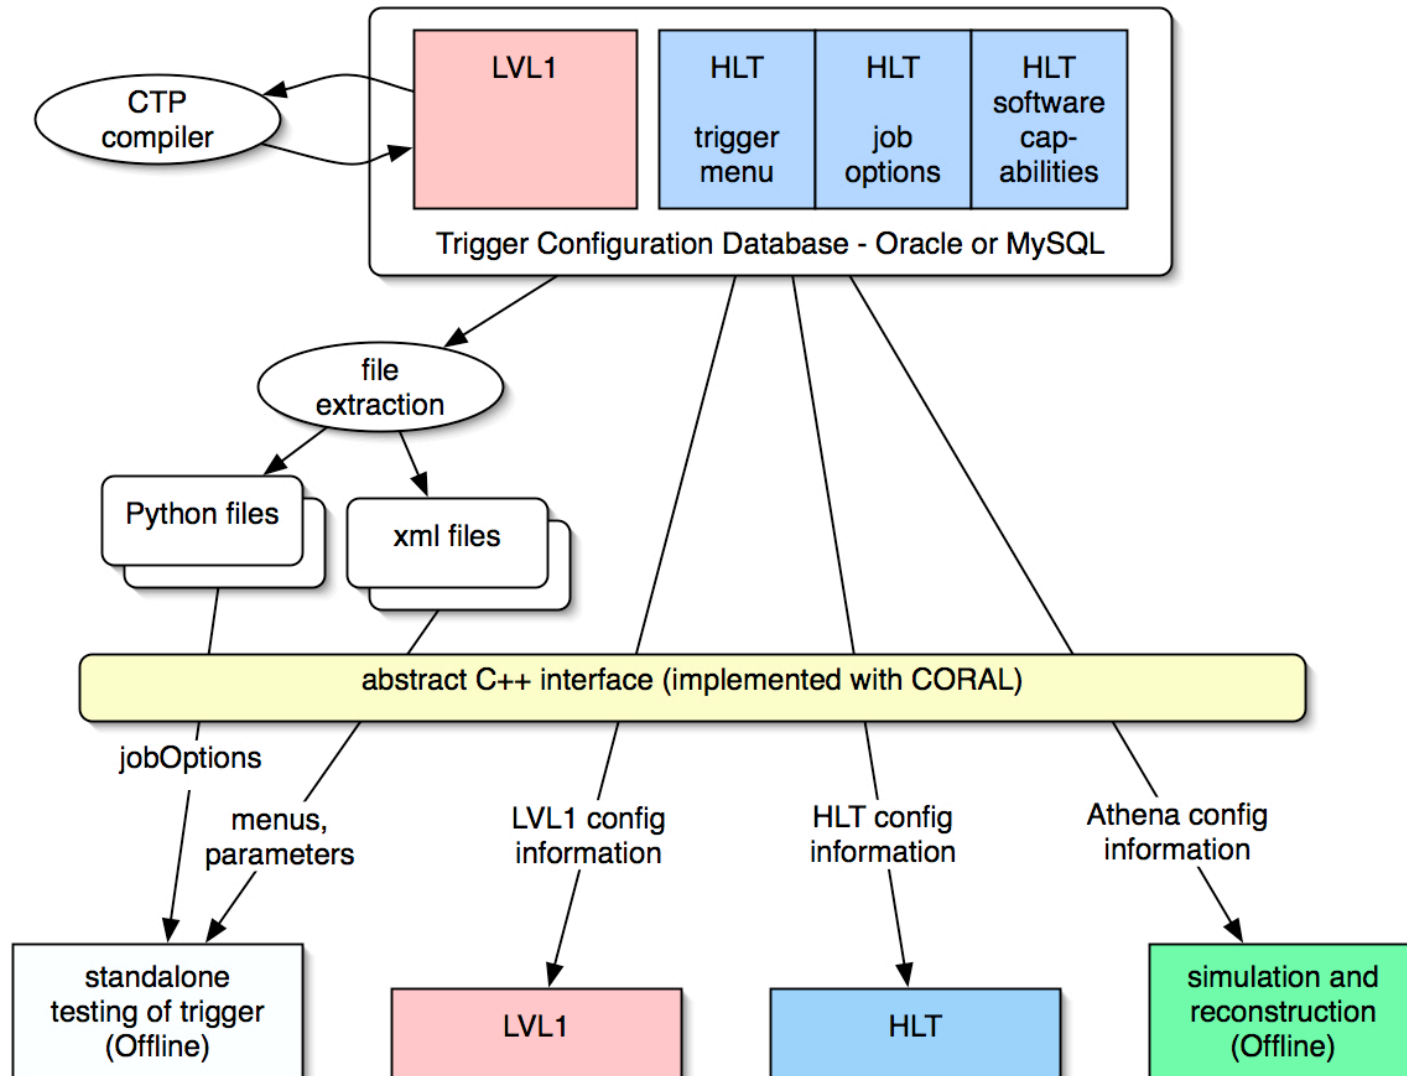 LVL1
HLT
trigger
menu
HLT
job
options
HLT
software
cap-
abilities
CTP
compiler
Trigger Configuration Database - Oracle or MySQL
file
extraction
Python files
xml files
abstract C++ interface (implemented with CORAL)
jobOptions
menus,
parameters
LVL1 config
information
HLT config
information
Athena config
information
standalone
testing of trigger
(Offline)
LVL1
HLT
simulation and
reconstruction
(Offline)